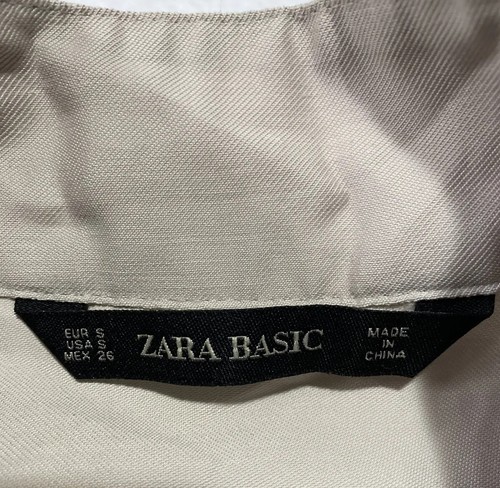 EUR S
USA S
MEX 26
ZARA BASIC
MADE
IN
CHINA